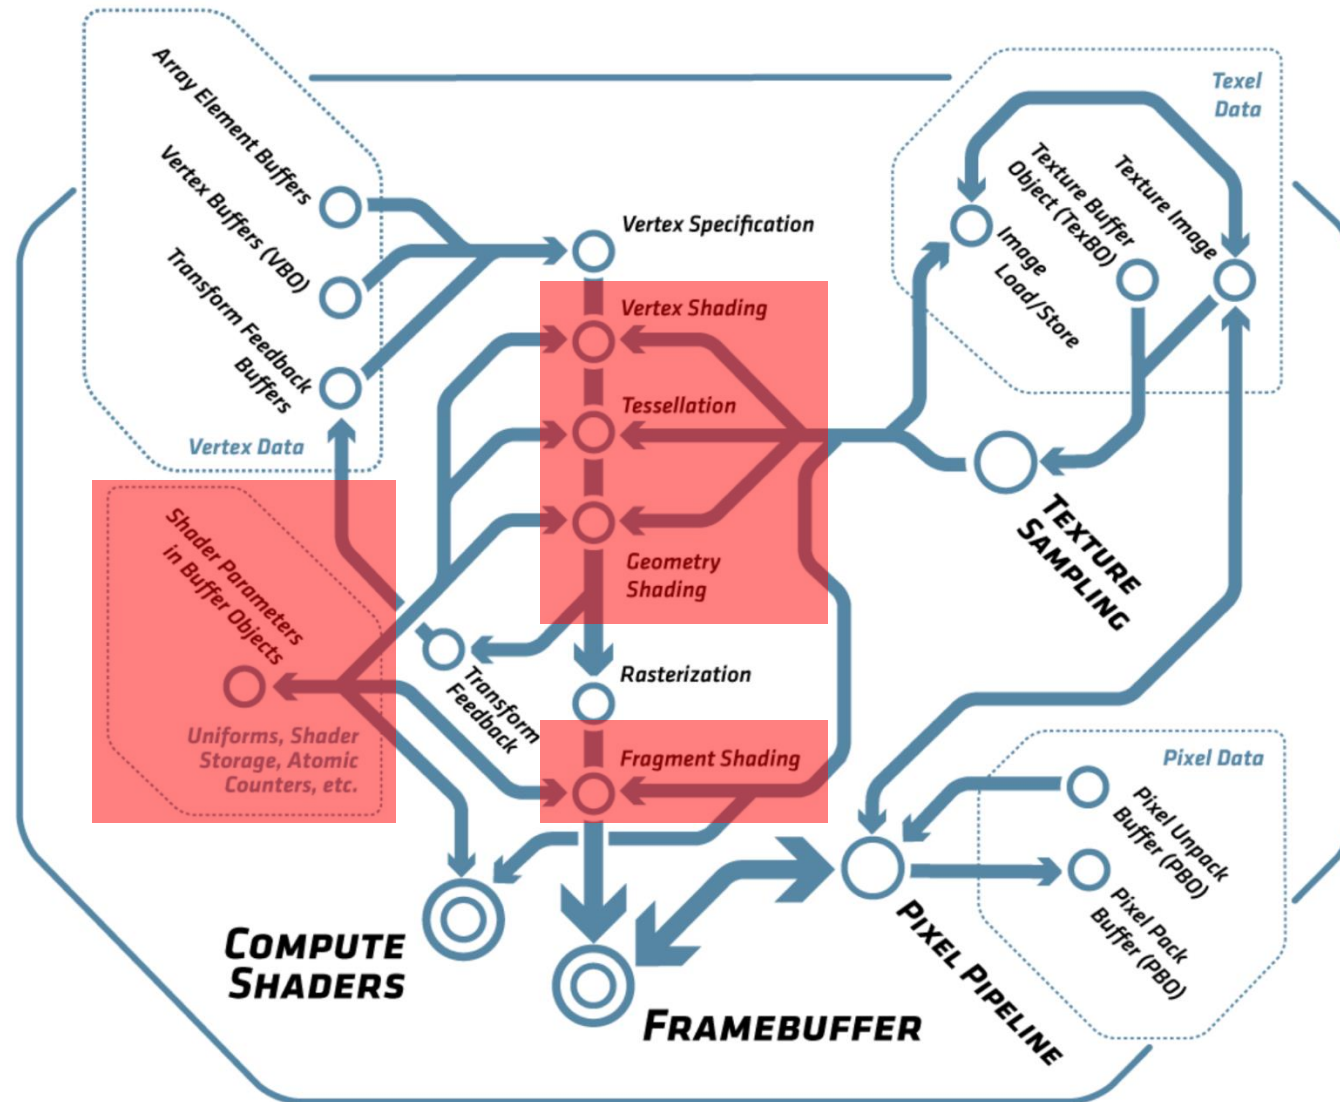 Array Element Buffers
Vertex Buffers (VBO)
Transform Feedback
Buffers
Vertex Data
Vertex Specification
Vertex Shading
Tessellation
Geometry
Shading
Rasterization
Fragment Shading
Texel
Data
Texture Image
Texture Buffer
Object (TexBO)
Image
Load/Store
TEXTURE
SAMPLING
Shader Parameters
in Buffer Objects
Uniforms, Shader
Storage, Atomic
Counters, etc.
Transform
Feedback
Pixel Data
Pixel Unpack
Buffer (PBO)
Pixel Pack
Buffer (PBO)
COMPUTE
SHADERS
FRAMEBUFFER
PIXEL PIPELINE